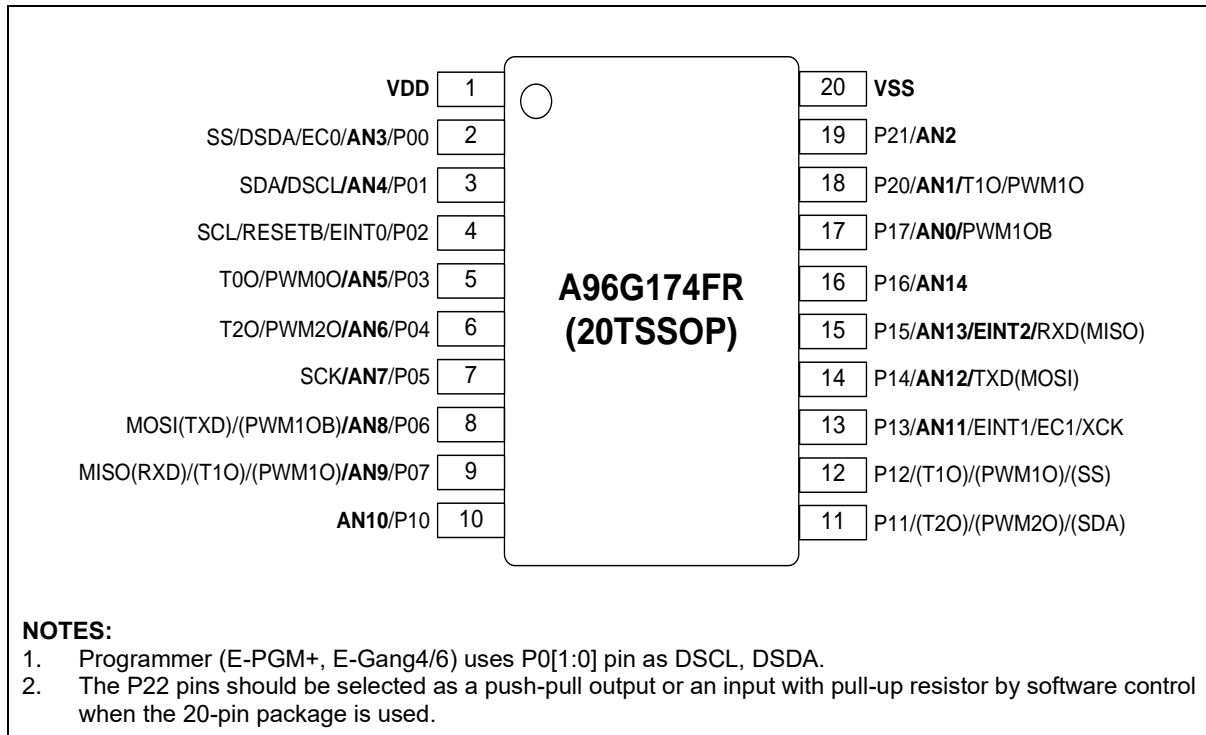 VDD 1
SS/DSDA/EC0/AN3/P00 2
SDA/DSCL/AN4/P01 3
SCL/RESETB/EINT0/P02 4
T0O/PWM0O/AN5/P03 5
T2O/PWM2O/AN6/P04 6
SCK/AN7/P05 7
MOSI(TXD)/(PWM1OB)/AN8/P06 8
MISO(RXD)/(T1O)/(PWM1O)/AN9/P07 9
AN10/P10 10
A96G174FR
(20TSSOP)
20 VSS
19 P21/AN2
18 P20/AN1/T1O/PWM1O
17 P17/AN0/PWM1OB
16 P16/AN14
15 P15/AN13/EINT2/RXD(MISO)
14 P14/AN12/TXD(MOSI)
13 P13/AN11/EINT1/EC1/XCK
12 P12/(T1O)/(PWM1O)/(SS)
11 P11/(T2O)/(PWM2O)/(SDA)
NOTES:
1. Programmer (E-PGM+, E-Gang4/6) uses P0[1:0] pin as DSCL, DSDA.
2. The P22 pins should be selected as a push-pull output or an input with pull-up resistor by software control
when the 20-pin package is used.